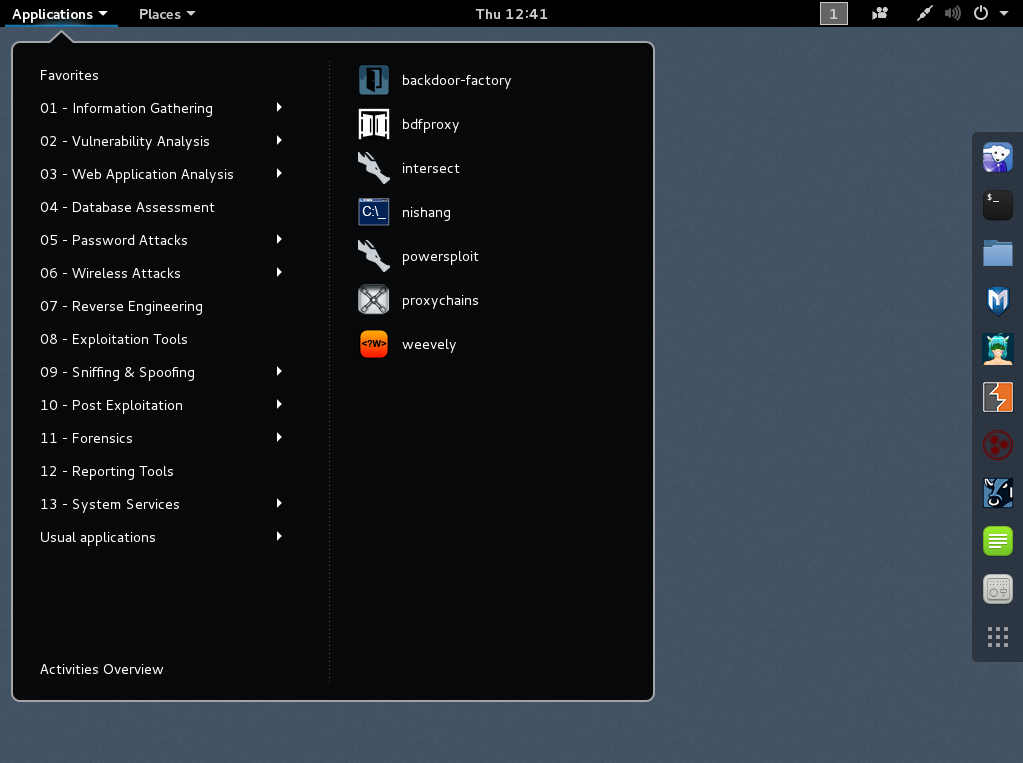 Applications Places Thu 12:41 1
Favorites
01 - Information Gathering
02 - Vulnerability Analysis
03 - Web Application Analysis
04 - Database Assessment
05 - Password Attacks
06 - Wireless Attacks
07 - Reverse Engineering
08 - Exploitation Tools
09 - Sniffing & Spoofing
10 - Post Exploitation
11 - Forensics
12 - Reporting Tools
13 - System Services
Usual applications
Activities Overview
backdoor-factory
bdfproxy
intersect
C:\_ nishang
powersploit
proxychains
<?W> weevely
$_
M